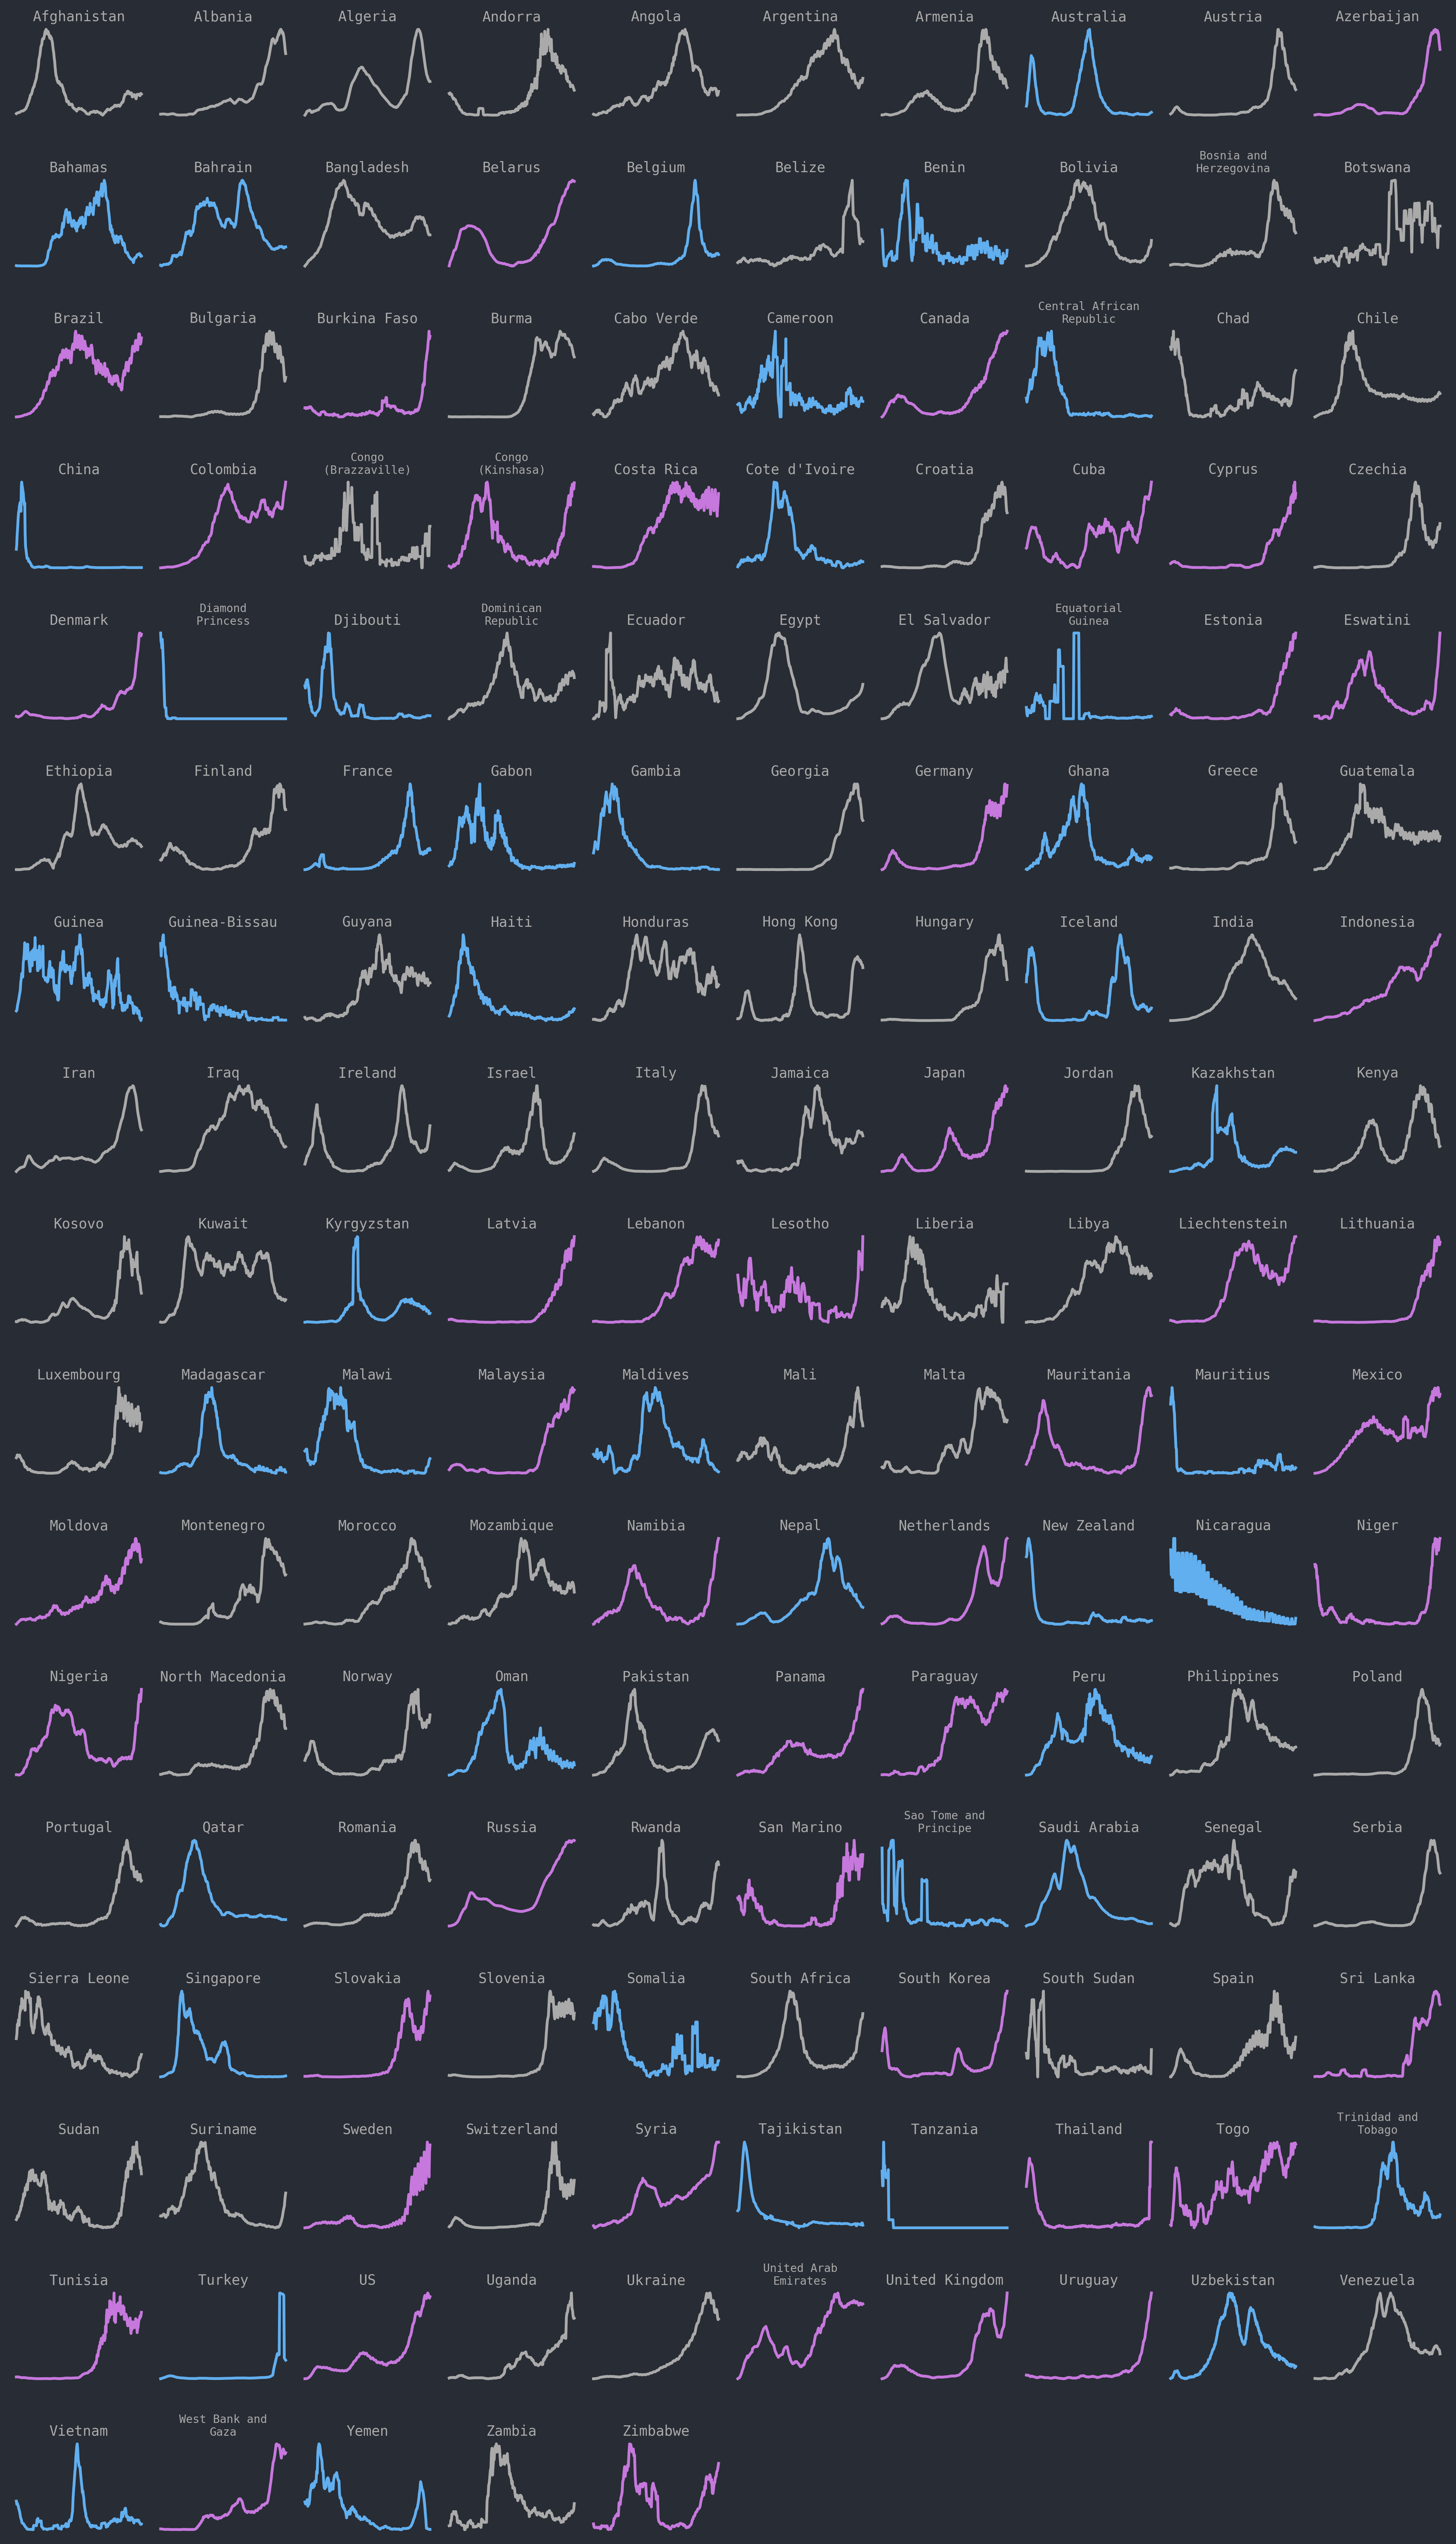 Afghanistan
Albania
Algeria
Andorra
Angola
Argentina
Armenia
Australia
Austria
Azerbaijan
Bahamas
Bahrain
Bangladesh
Belarus
Belgium
Belize
Benin
Bolivia
Bosnia and
Herzegovina
Botswana
Brazil
Bulgaria
Burkina Faso
Burma
Cabo Verde
Cameroon
Canada
Central African
Republic
Chad
Chile
China
Colombia
Congo
(Brazzaville)
Congo
(Kinshasa)
Costa Rica
Cote d'Ivoire
Croatia
Cuba
Cyprus
Czechia
Denmark
Diamond
Princess
Djibouti
Dominican
Republic
Ecuador
Egypt
El Salvador
Equatorial
Guinea
Estonia
Eswatini
Ethiopia
Finland
France
Gabon
Gambia
Georgia
Germany
Ghana
Greece
Guatemala
Guinea
Guinea-Bissau
Guyana
Haiti
Honduras
Hong Kong
Hungary
Iceland
India
Indonesia
Iran
Iraq
Ireland
Israel
Italy
Jamaica
Japan
Jordan
Kazakhstan
Kenya
Kosovo
Kuwait
Kyrgyzstan
Latvia
Lebanon
Lesotho
Liberia
Libya
Liechtenstein
Lithuania
Luxembourg
Madagascar
Malawi
Malaysia
Maldives
Mali
Malta
Mauritania
Mauritius
Mexico
Moldova
Montenegro
Morocco
Mozambique
Namibia
Nepal
Netherlands
New Zealand
Nicaragua
Niger
Nigeria
North Macedonia
Norway
Oman
Pakistan
Panama
Paraguay
Peru
Philippines
Poland
Portugal
Qatar
Romania
Russia
Rwanda
San Marino
Sao Tome and
Principe
Saudi Arabia
Senegal
Serbia
Sierra Leone
Singapore
Slovakia
Slovenia
Somalia
South Africa
South Korea
South Sudan
Spain
Sri Lanka
Sudan
Suriname
Sweden
Switzerland
Syria
Tajikistan
Tanzania
Thailand
Togo
Trinidad and
Tobago
Tunisia
Turkey
US
Uganda
Ukraine
United Arab
Emirates
United Kingdom
Uruguay
Uzbekistan
Venezuela
Vietnam
West Bank and
Gaza
Yemen
Zambia
Zimbabwe